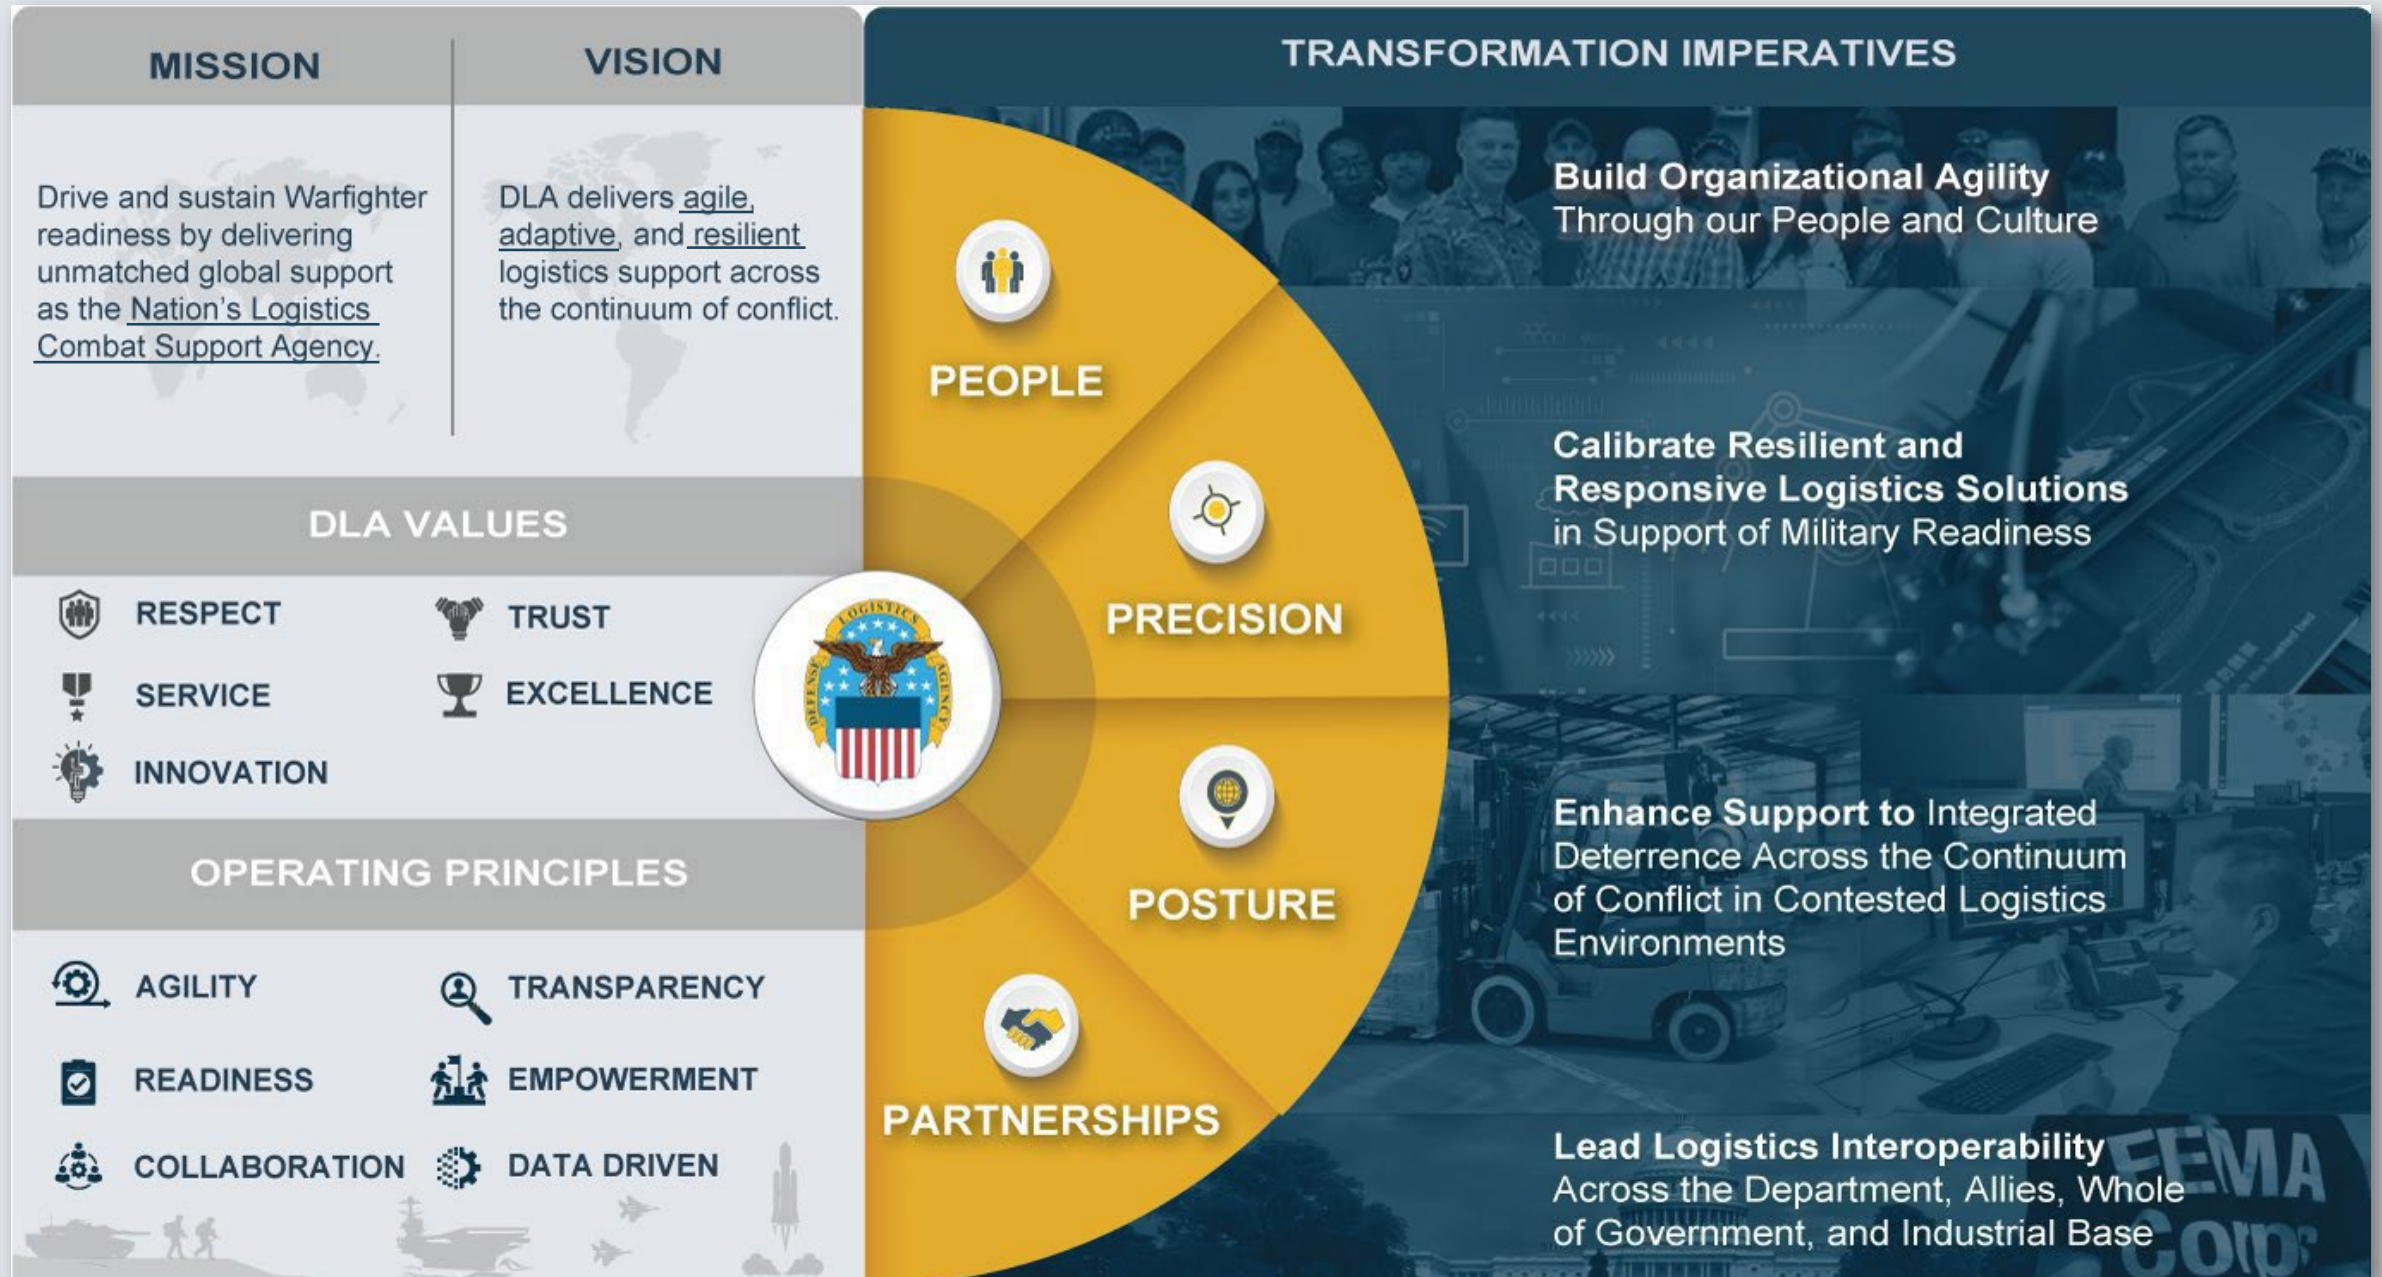 MISSION
VISION
TRANSFORMATION IMPERATIVES
Drive and sustain Warfighter
readiness by delivering
unmatched global support
as the Nation's Logistics
Combat Support Agency.
DLA delivers agile,
adaptive, and resilient
logistics support across
the continuum of conflict.
DLA VALUES
RESPECT
TRUST
SERVICE
EXCELLENCE
INNOVATION
OPERATING PRINCIPLES
AGILITY
TRANSPARENCY
READINESS
EMPOWERMENT
COLLABORATION
DATA DRIVEN
DEFENSE
LOGISTICS
AGENCY
PEOPLE
Build Organizational Agility
Through our People and Culture
PRECISION
Calibrate Resilient and
Responsive Logistics Solutions
in Support of Military Readiness
POSTURE
Enhance Support to Integrated
Deterrence Across the Continuum
of Conflict in Contested Logistics
Environments
PARTNERSHIPS
Lead Logistics Interoperability
Across the Department, Allies, Whole
of Government, and Industrial Base
FEMA
Corps